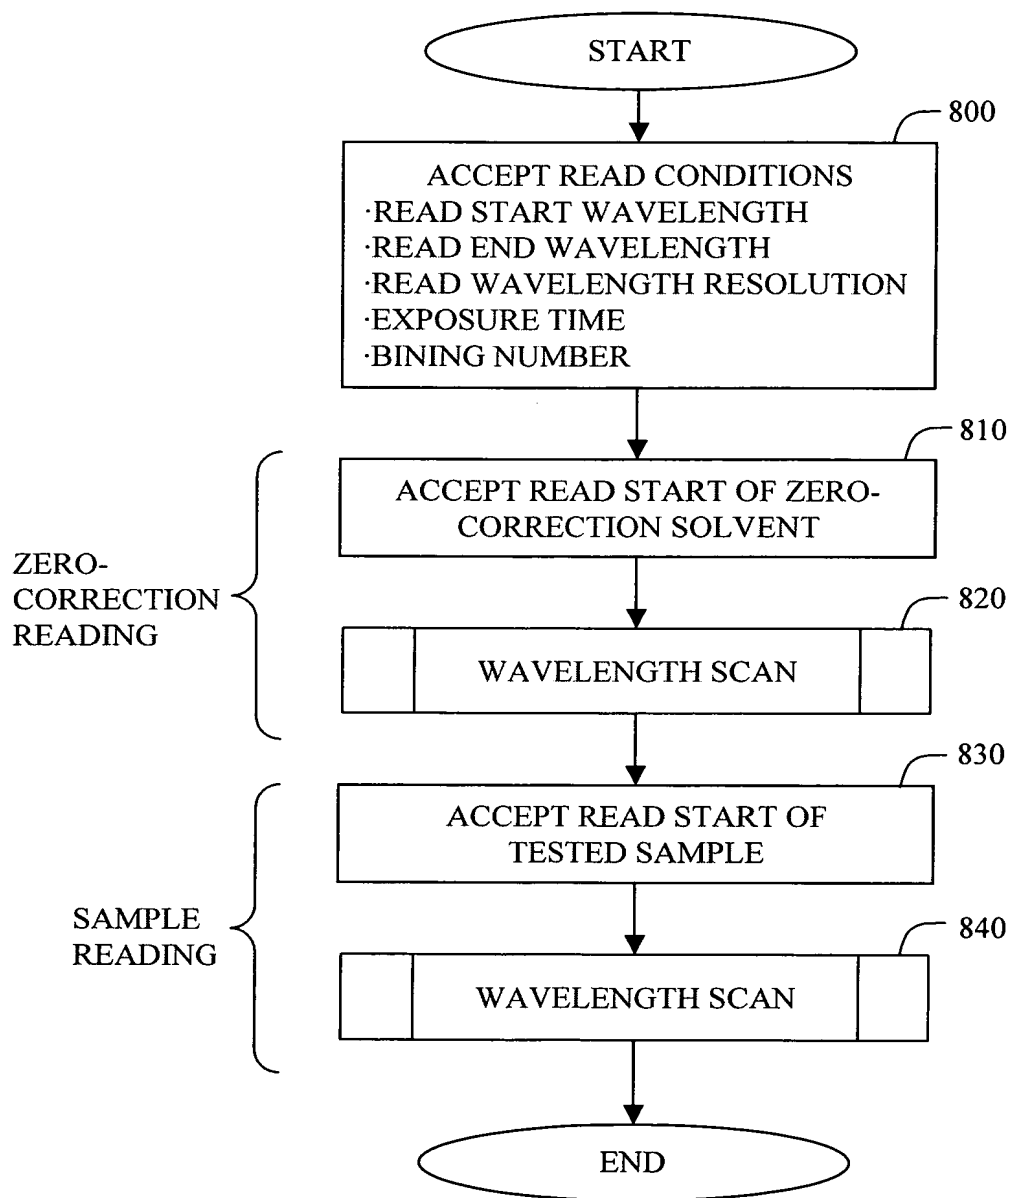 START
800
ACCEPT READ CONDITIONS
·READ START WAVELENGTH
·READ END WAVELENGTH
·READ WAVELENGTH RESOLUTION
·EXPOSURE TIME
·BINING NUMBER
810
ACCEPT READ START OF ZERO-
CORRECTION SOLVENT
ZERO-
CORRECTION
READING
820
WAVELENGTH SCAN
830
ACCEPT READ START OF
TESTED SAMPLE
SAMPLE
READING
840
WAVELENGTH SCAN
END